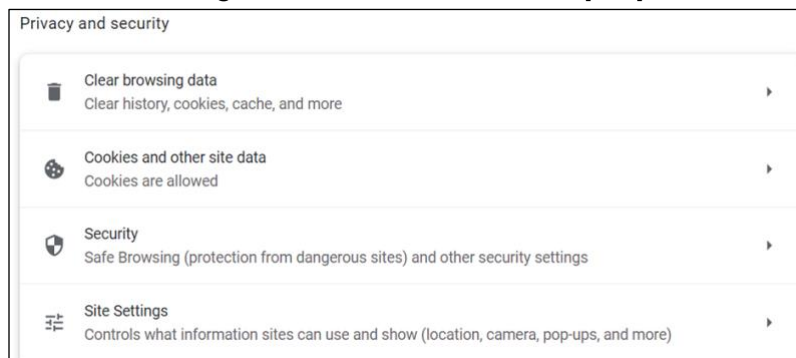 Privacy and security
Clear browsing data
Clear history, cookies, cache, and more
Cookies and other site data
Cookies are allowed
Security
Safe Browsing (protection from dangerous sites) and other security settings
Site Settings
Controls what information sites can use and show (location, camera, pop-ups, and more)